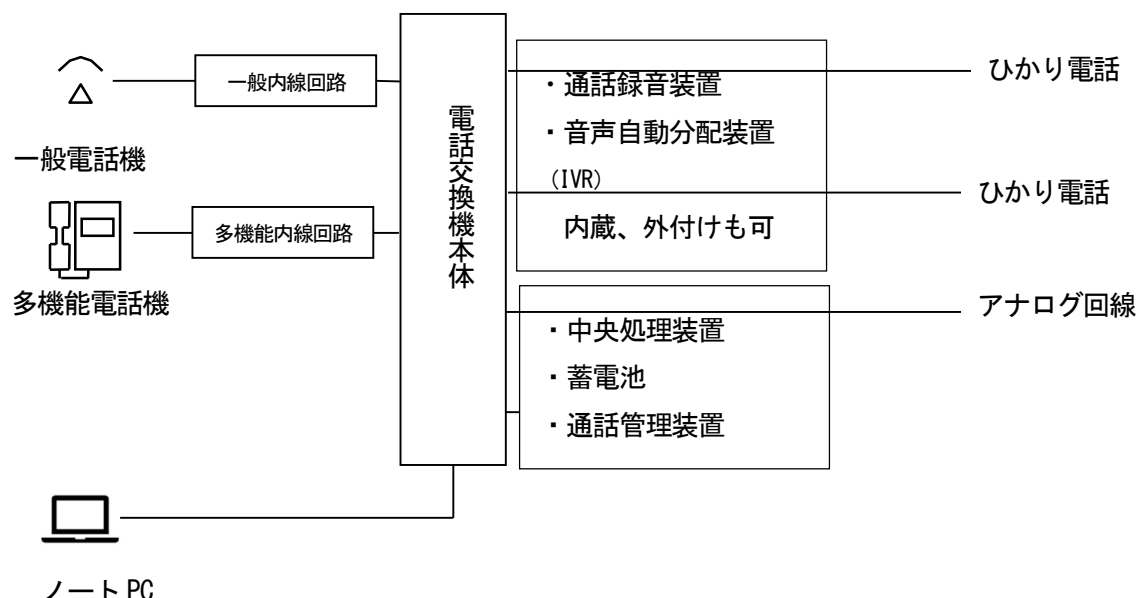 一般内線回路
一般電話機
多機能内線回路
多機能電話機
電話交換機本体
・通話録音装置
・音声自動分配装置
(IVR)
内蔵、外付けも可
・中央処理装置
・蓄電池
・通話管理装置
ひかり電話
ひかり電話
アナログ回線
ノートPC